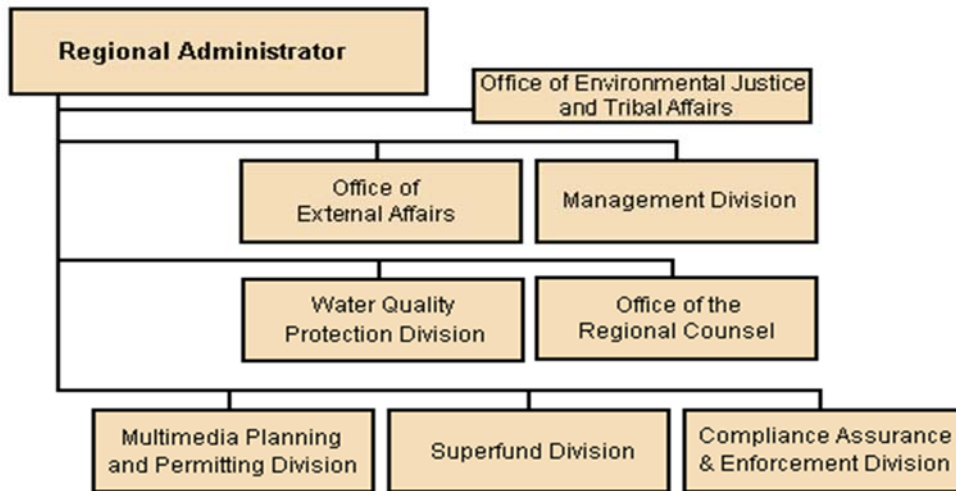 Regional Administrator
Office of Environmental Justice
and Tribal Affairs
Office of
External Affairs
Management Division
Water Quality
Protection Division
Office of the
Regional Counsel
Multimedia Planning
and Permitting Division
Superfund Division
Compliance Assurance
& Enforcement Division